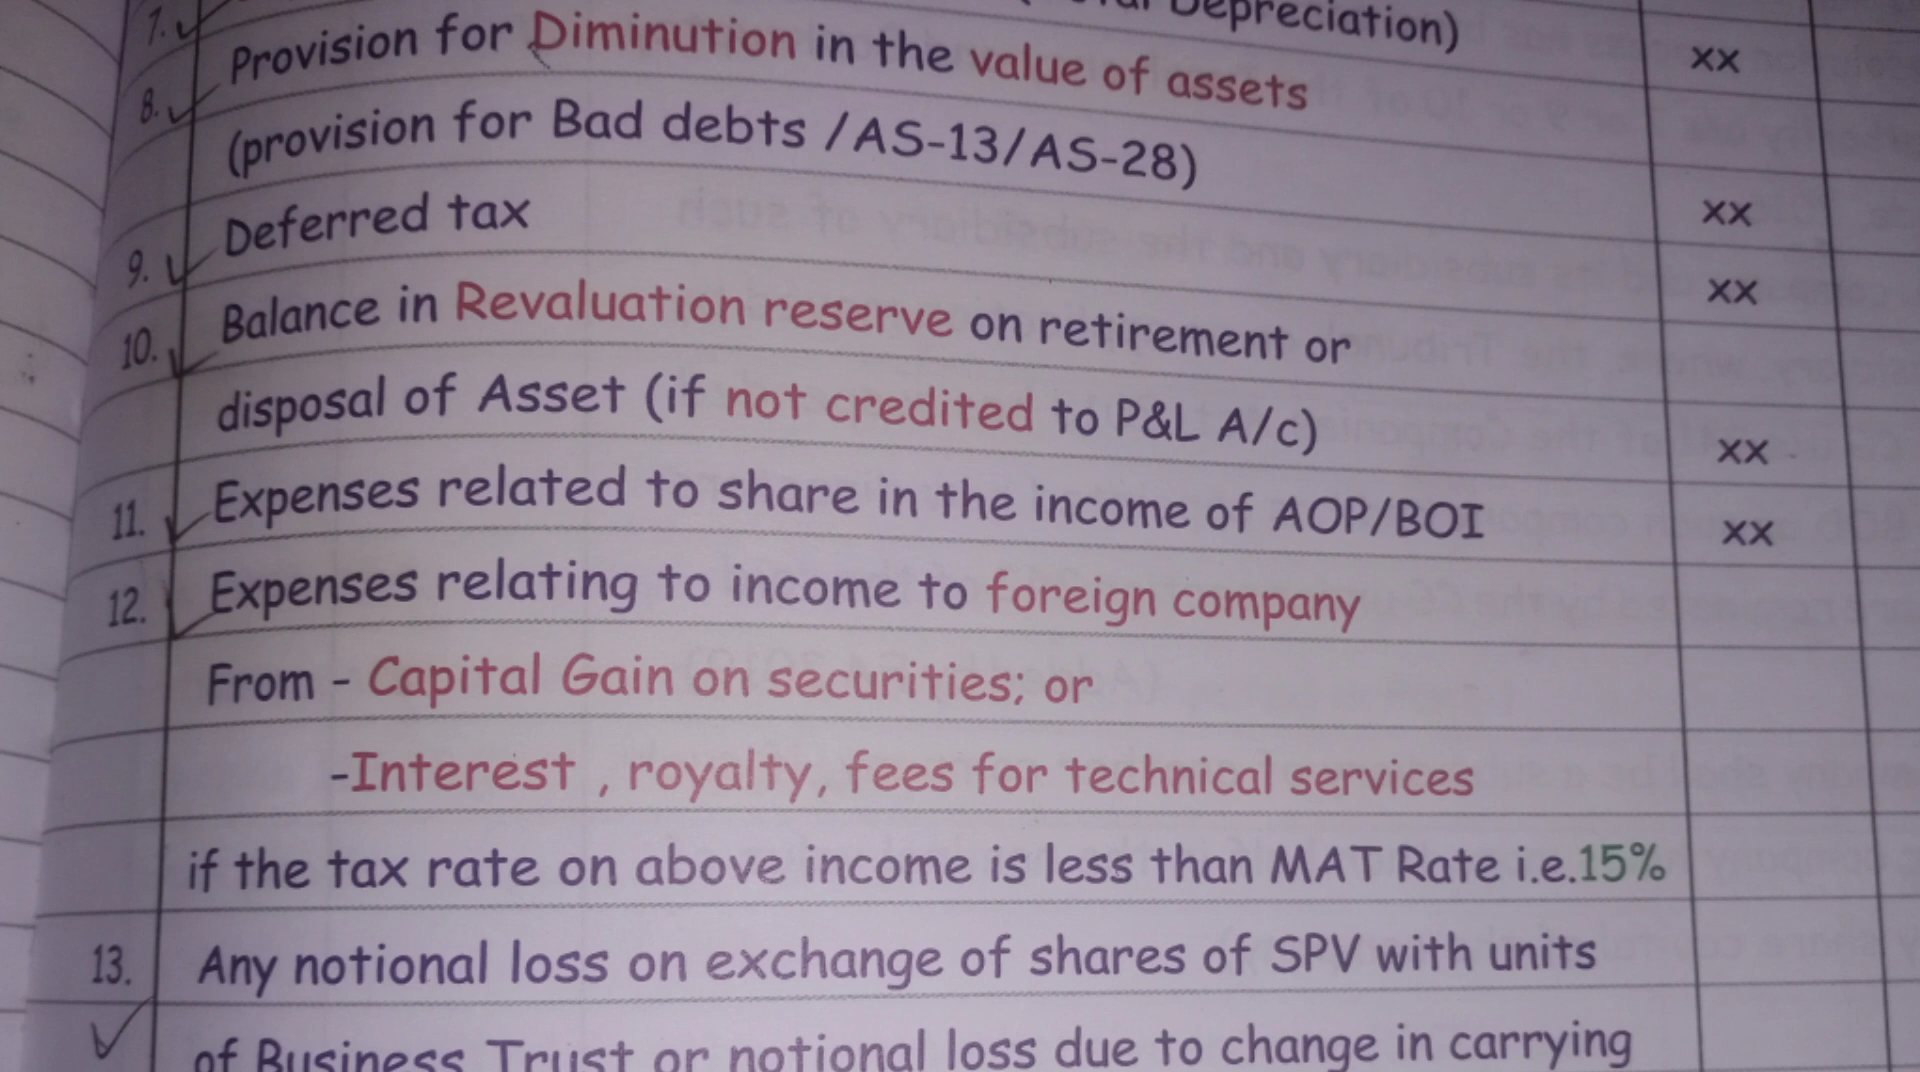 Depreciation)
xx
7.
8. Provision for Diminution in the value of assets
(provision for Bad debts / AS-13/AS-28)
xx
9. Deferred tax
xx
10. Balance in Revaluation reserve on retirement or
disposal of Asset (if not credited to P&L A/c)
xx
11. Expenses related to share in the income of AOP/BOI
xx
12. Expenses relating to income to foreign company
From - Capital Gain on securities; or
-Interest , royalty, fees for technical services
if the tax rate on above income is less than MAT Rate i.e.15%
13. Any notional loss on exchange of shares of SPV with units
of Business Trust or notional loss due to change in carrying